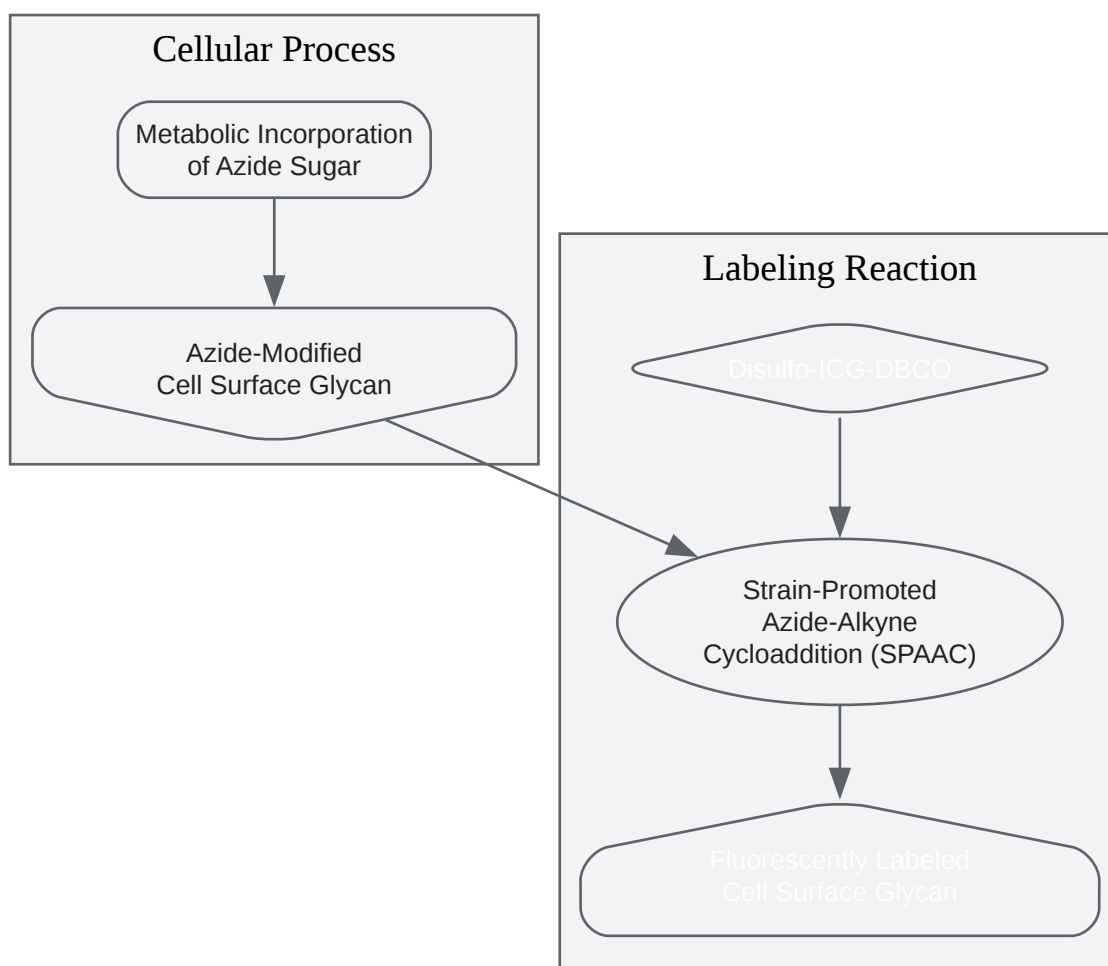 Cellular Process
Metabolic Incorporation
of Azide Sugar
Azide-Modified
Cell Surface Glycan
Labeling Reaction
Disulfo-ICG-DBCO
Strain-Promoted
Azide-Alkyne
Cycloaddition (SPAAC)
Fluorescently Labeled
Cell Surface Glycan